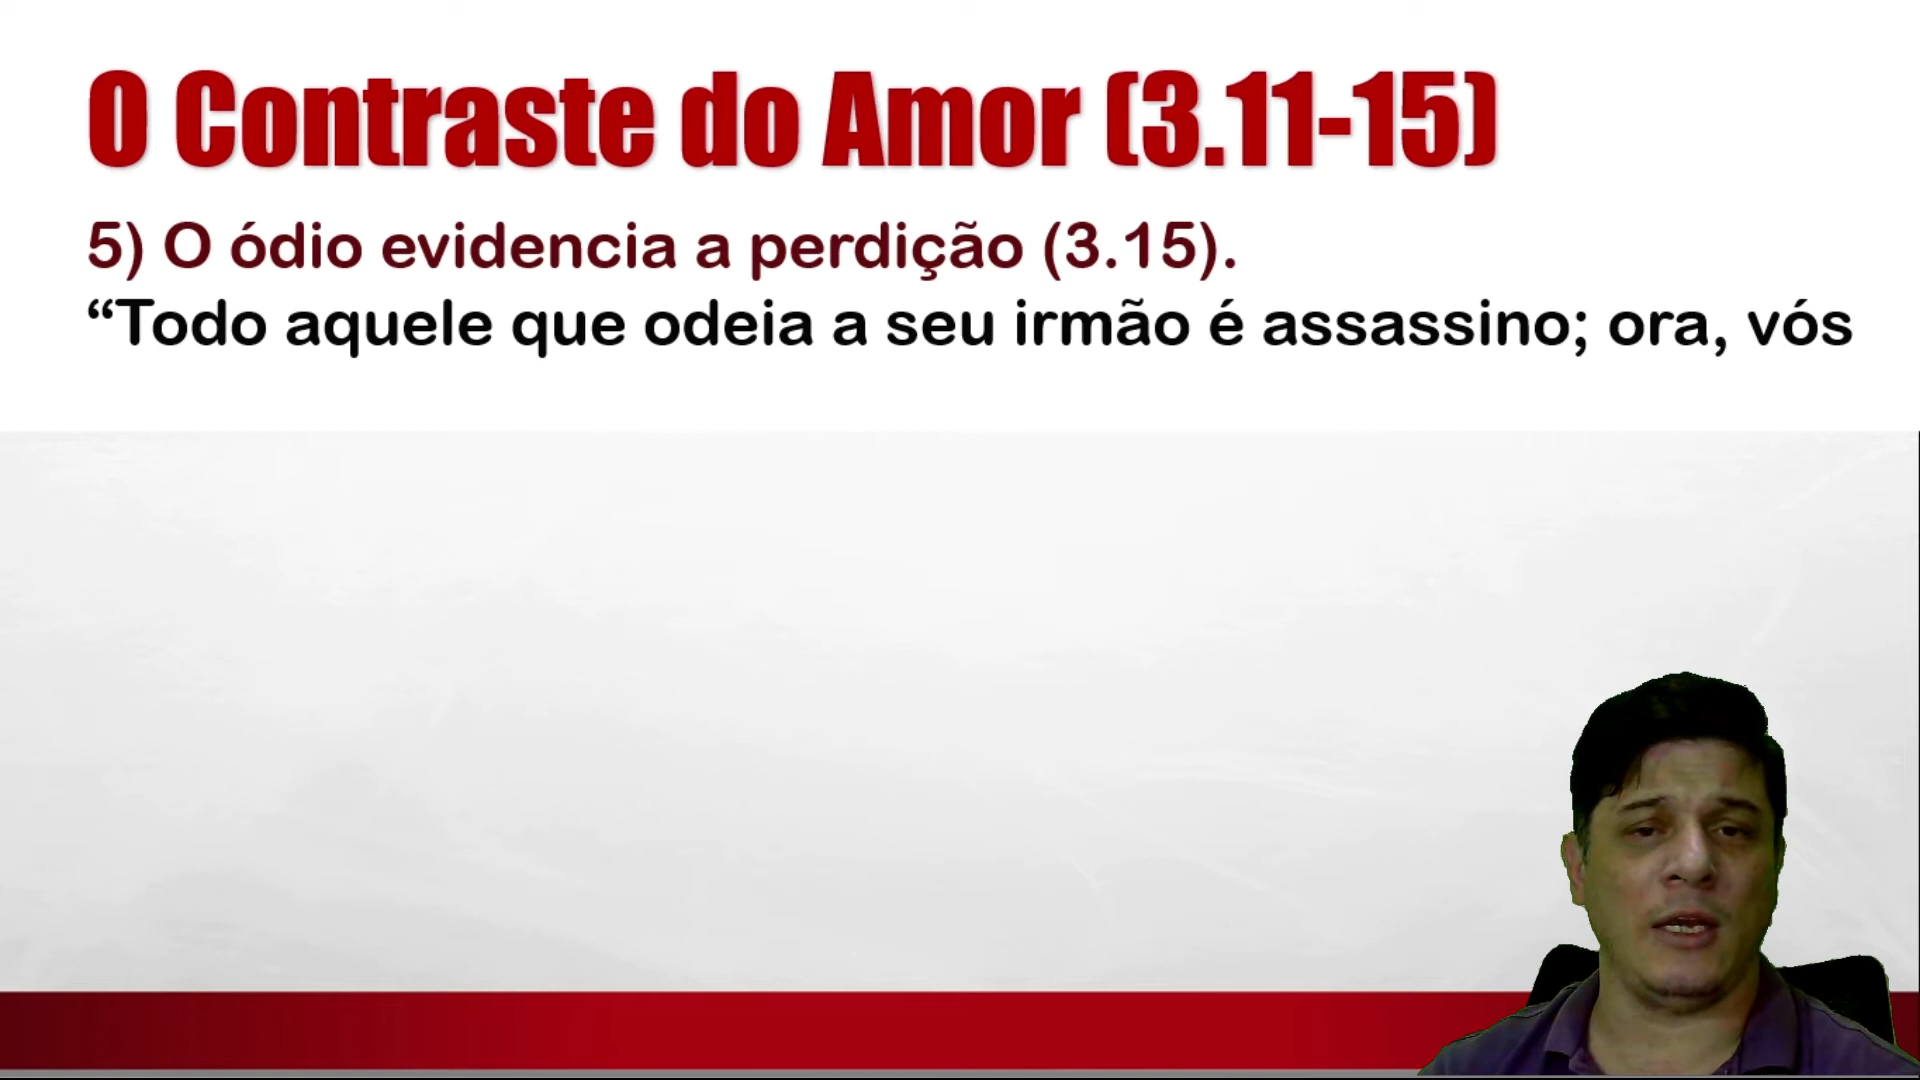 O Contraste do Amor (3.11-15)
5) O ódio evidencia a perdição (3.15).
“Todo aquele que odeia a seu irmão é assassino; ora, vós